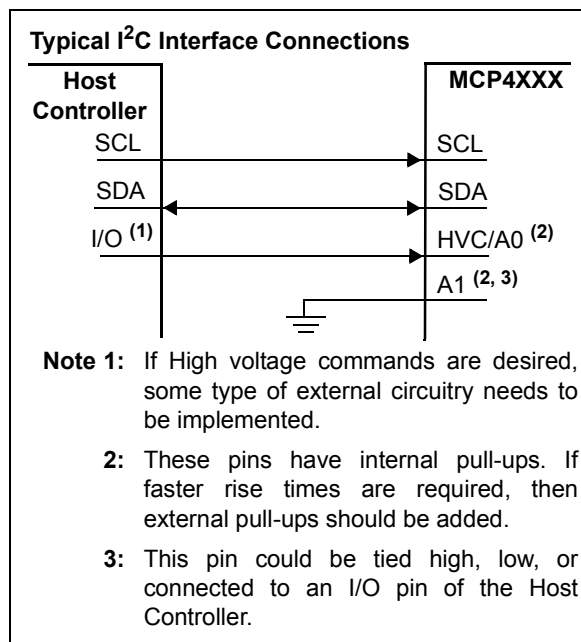 Typical I²C Interface Connections
Host
Controller
MCP4XXX
SCL
SCL
SDA
SDA
I/O (1)
HVC/A0 (2)
A1 (2, 3)
Note 1: If High voltage commands are desired,
some type of external circuitry needs to
be implemented.
2: These pins have internal pull-ups. If
faster rise times are required, then
external pull-ups should be added.
3: This pin could be tied high, low, or
connected to an I/O pin of the Host
Controller.